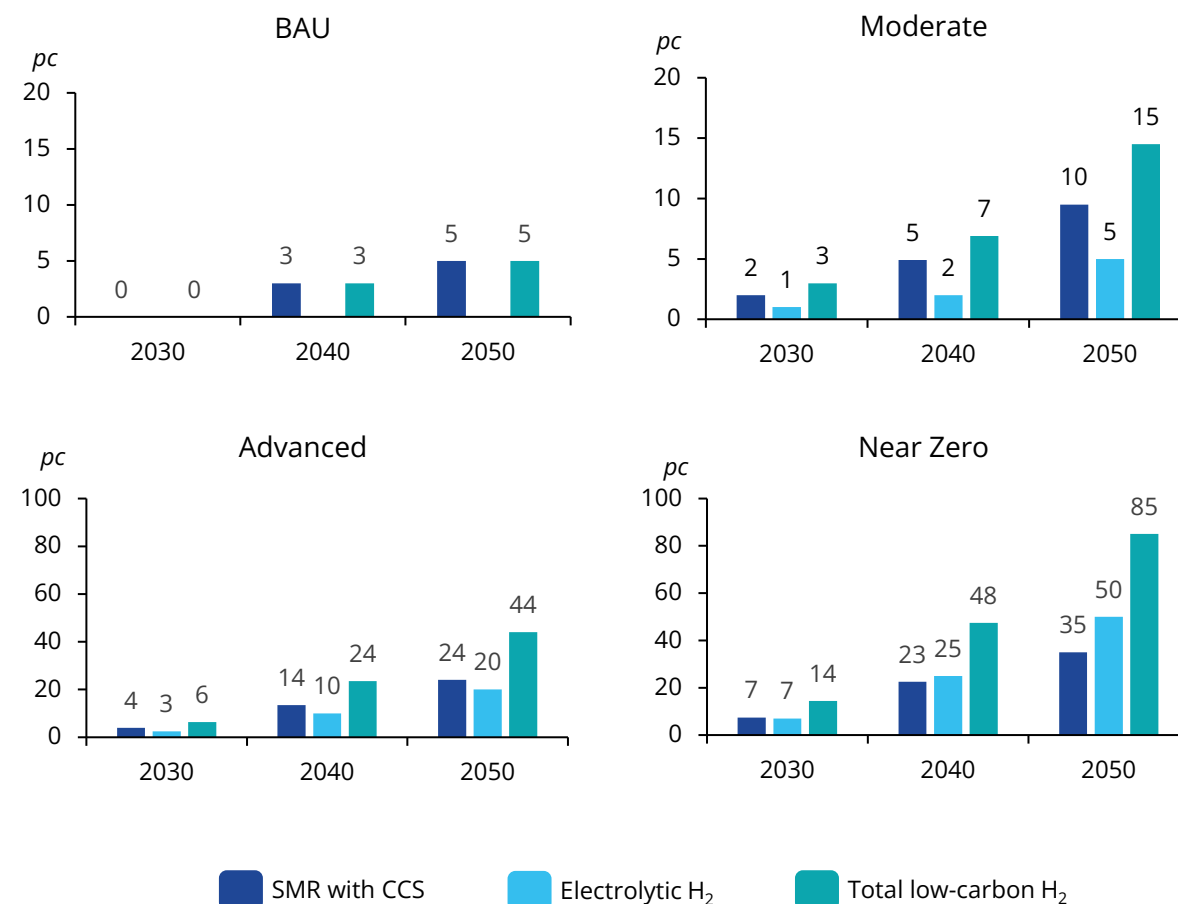 BAU
pc
20
15
10
5
0
0 0
3 3
5 5
2030 2040 2050
Moderate
pc
20
15
10
5
0
2 1 3
5 2 7
10 5 15
2030 2040 2050
Advanced
pc
100
80
60
40
20
0
4 3 6
14 10 24
24 20 44
2030 2040 2050
Near Zero
pc
100
80
60
40
20
0
7 7 14
23 25 48
35 50 85
2030 2040 2050
SMR with CCS Electrolytic H₂ Total low-carbon H₂